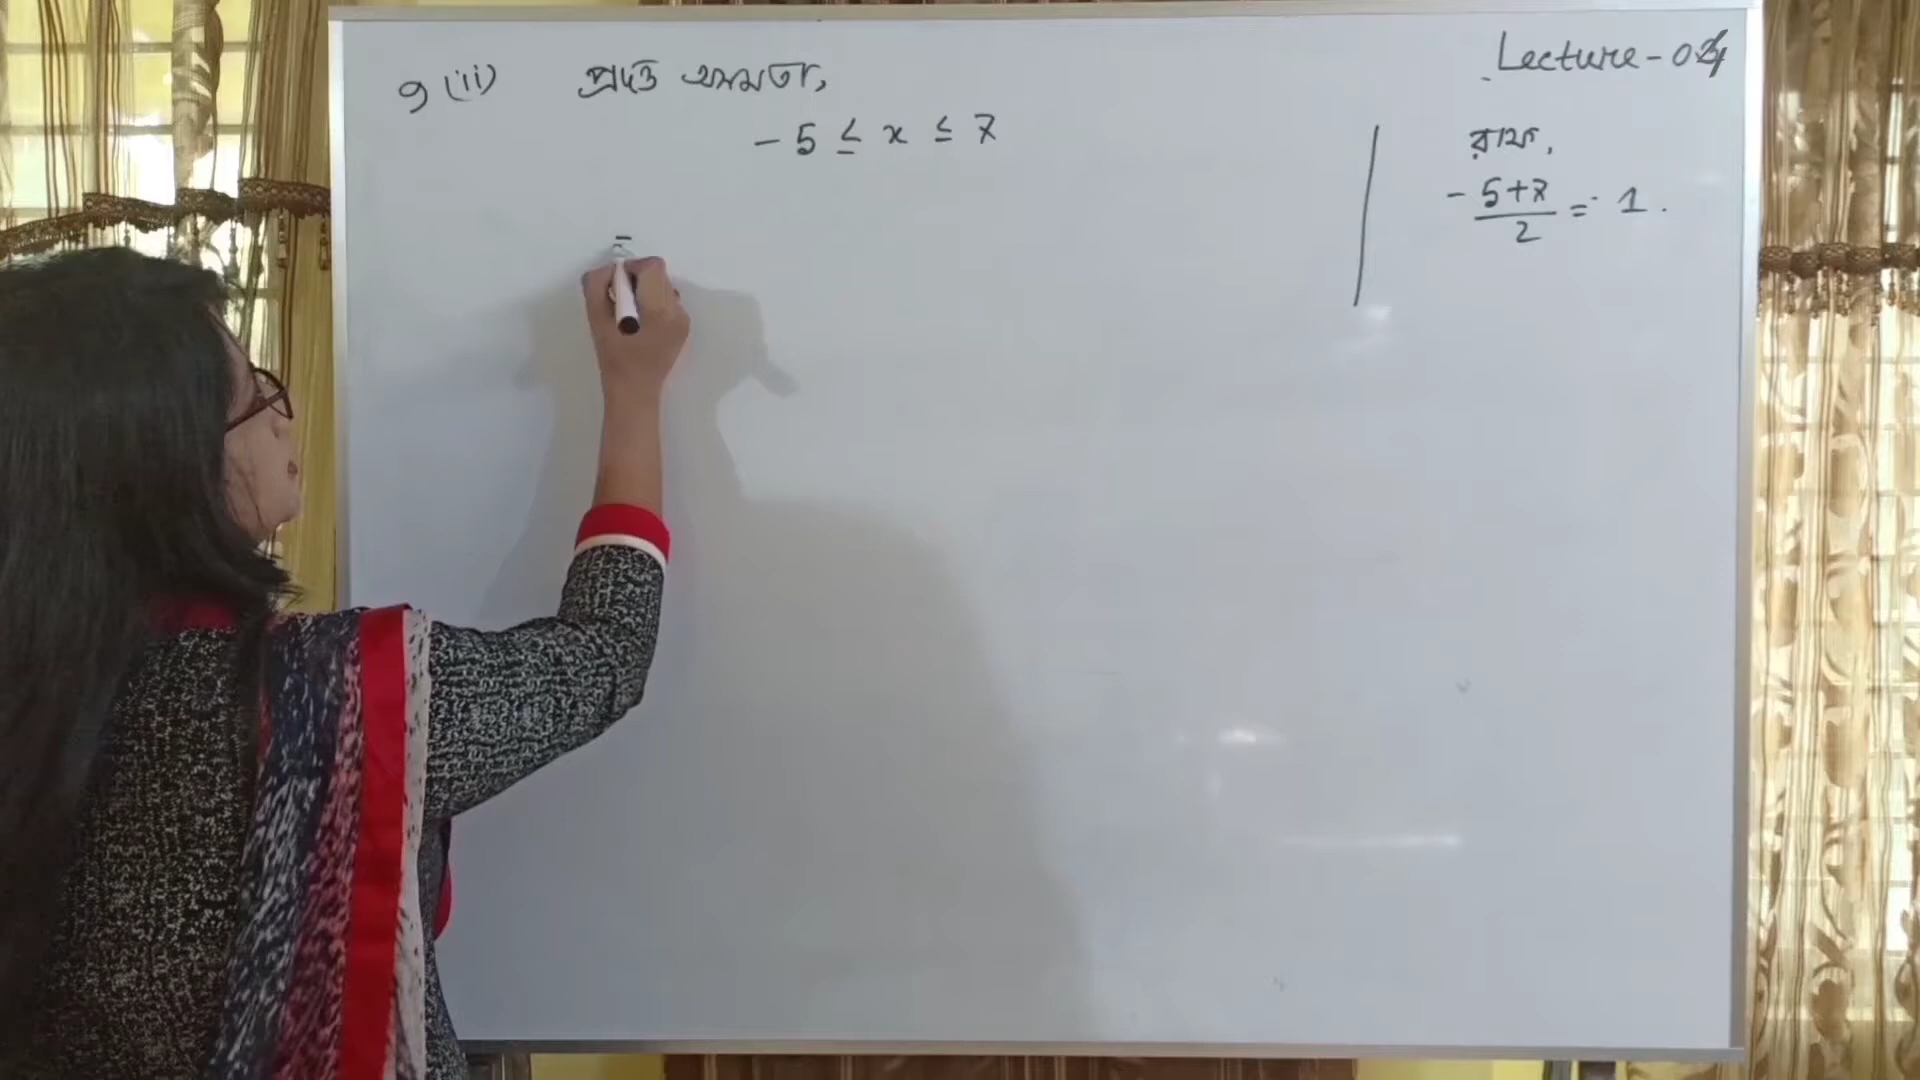 Lecture-04
9 (ii) প্রদত্ত অসমতা,
- 5 ≤ x ≤ 7
রাফ,
- 5+7 / 2 = 1.